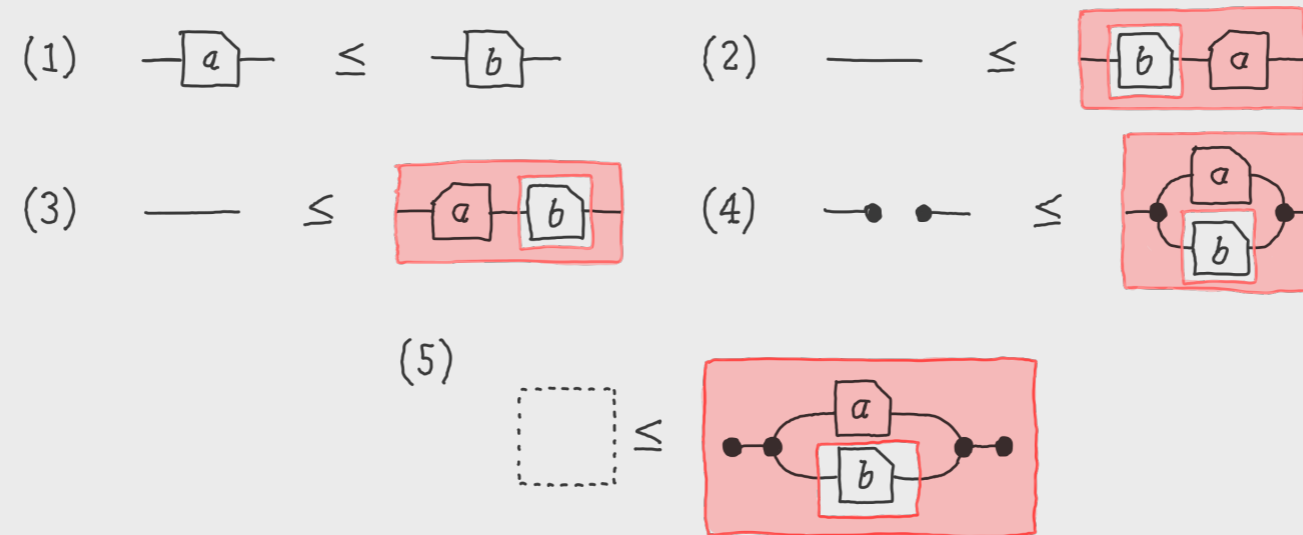 (1) a ≤ b (2) ≤ b a
(3) ≤ a b (4) ≤ a b
(5) ≤ a b